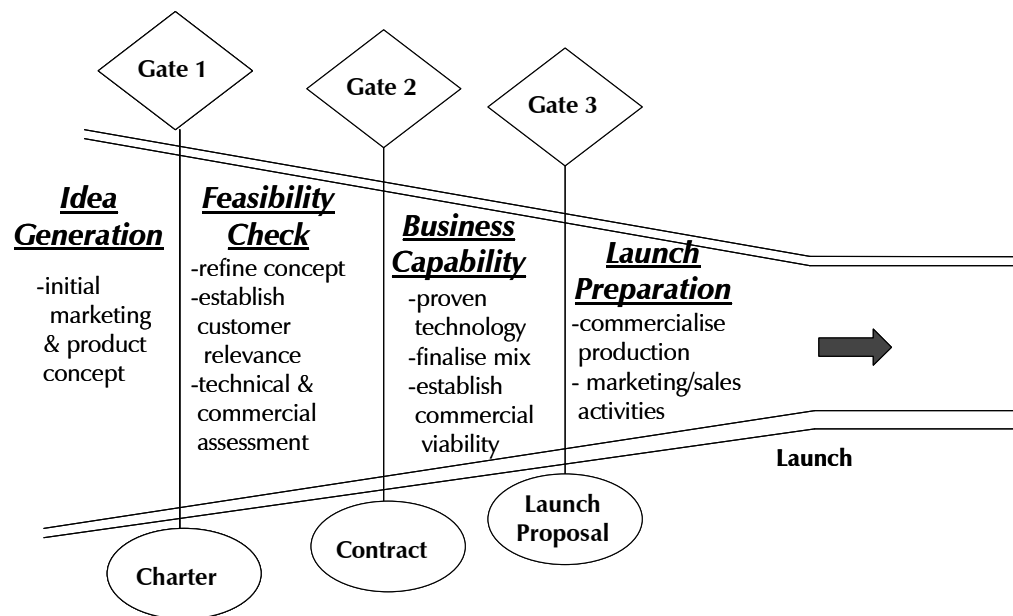 Gate 1
Gate 2
Gate 3
Idea
Generation
-initial
marketing
& product
concept
Feasibility
Check
-refine concept
-establish
customer
relevance
-technical &
commercial
assessment
Business
Capability
-proven
technology
-finalise mix
-establish
commercial
viability
Launch
Preparation
-commercialise
production
- marketing/sales
activities
Launch
Charter
Contract
Launch
Proposal